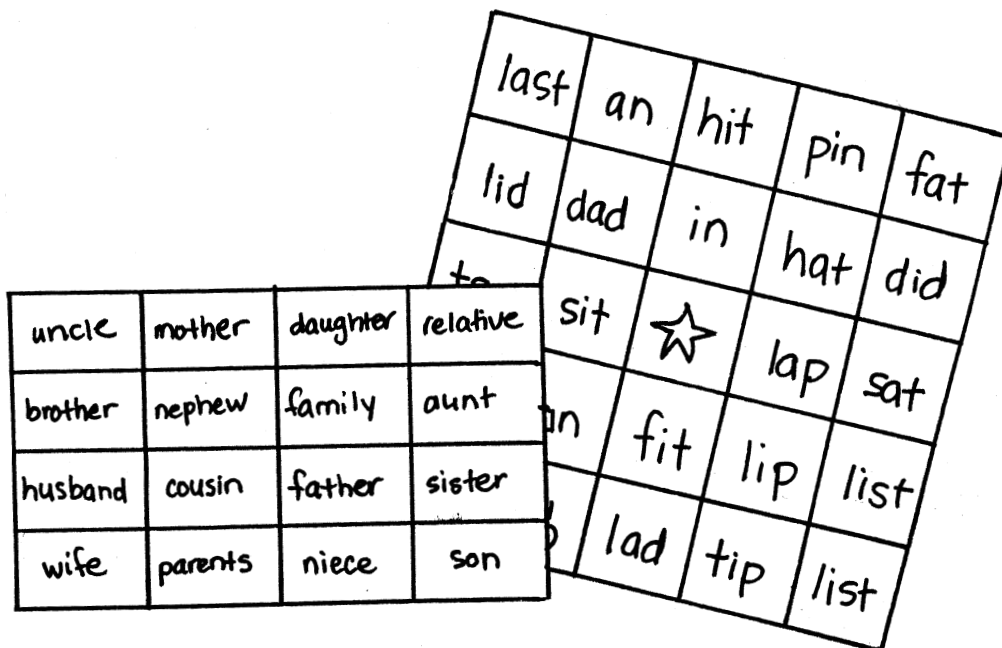 last an hit pin fat
lid dad in hat did
sit lap sat
fit lip list
lad tip list
uncle mother daughter relative
brother nephew family aunt
husband cousin father sister
wife parents niece son